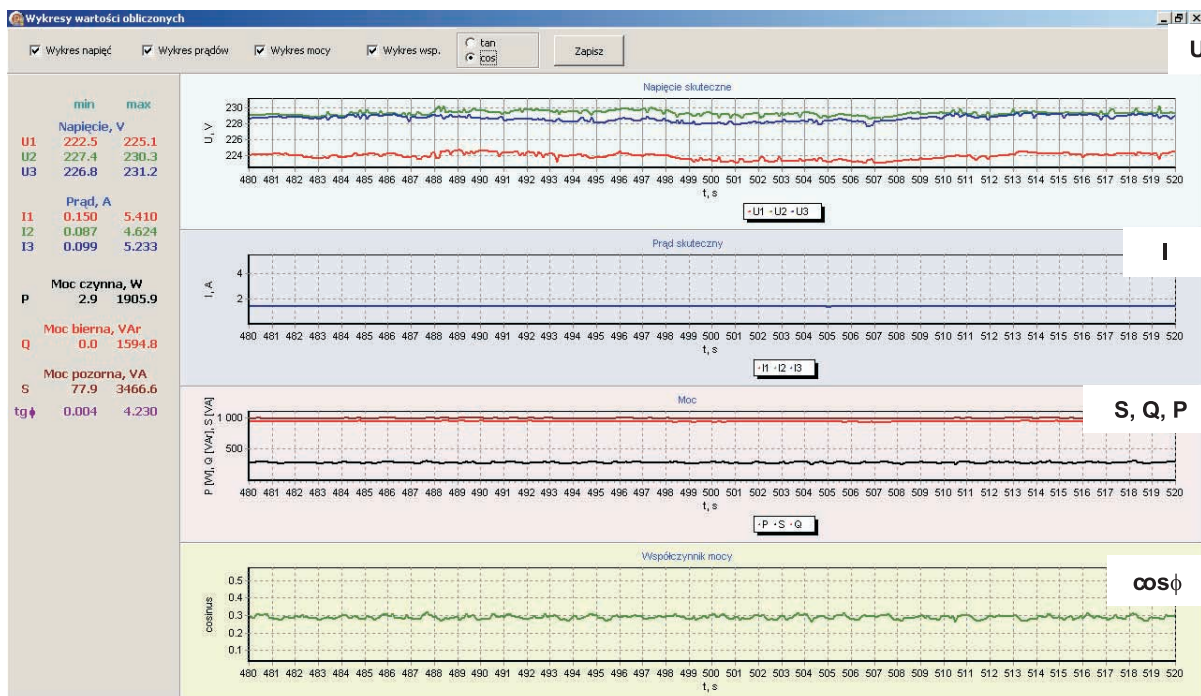 Wykresy wartości obliczonych
Wykres napięć Wykres prądów Wykres mocy Wykres wsp. tan cos Zapisz
U
min max
Napięcie, V
U1 222.5 225.1
U2 227.4 230.3
U3 226.8 231.2
Prąd, A
I1 0.150 5.410
I2 0.087 4.624
I3 0.099 5.233
Moc czynna, W
P 2.9 1905.9
Moc bierna, VAr
Q 0.0 1594.8
Moc pozorna, VA
S 77.9 3466.6
tgϕ 0.004 4.230
Napięcie skuteczne
U, V
230
228
226
224
480 481 482 483 484 485 486 487 488 489 490 491 492 493 494 495 496 497 498 499 500 501 502 503 504 505 506 507 508 509 510 511 512 513 514 515 516 517 518 519 520
t, s
U1 U2 U3
Prąd skuteczny
I
I, A
4
2
480 481 482 483 484 485 486 487 488 489 490 491 492 493 494 495 496 497 498 499 500 501 502 503 504 505 506 507 508 509 510 511 512 513 514 515 516 517 518 519 520
t, s
I1 I2 I3
Moc
S, Q, P
P [W], Q [VAr], S [VA]
1 000
500
480 481 482 483 484 485 486 487 488 489 490 491 492 493 494 495 496 497 498 499 500 501 502 503 504 505 506 507 508 509 510 511 512 513 514 515 516 517 518 519 520
t, s
P S Q
Współczynnik mocy
cosϕ
cosinus
0.5
0.4
0.3
0.2
0.1
480 481 482 483 484 485 486 487 488 489 490 491 492 493 494 495 496 497 498 499 500 501 502 503 504 505 506 507 508 509 510 511 512 513 514 515 516 517 518 519 520
t, s